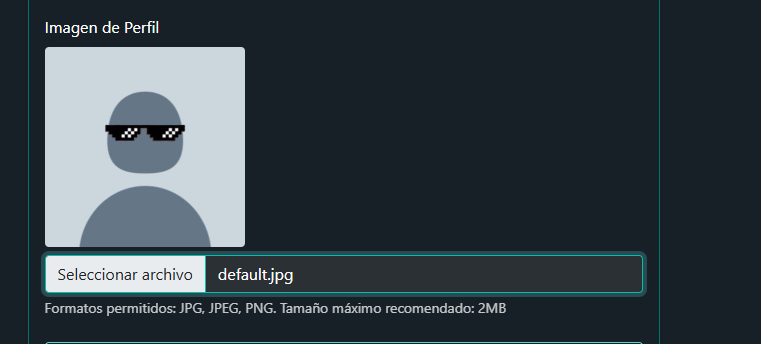 Imagen de Perfil
Seleccionar archivo default.jpg
Formatos permitidos: JPG, JPEG, PNG. Tamaño máximo recomendado: 2MB